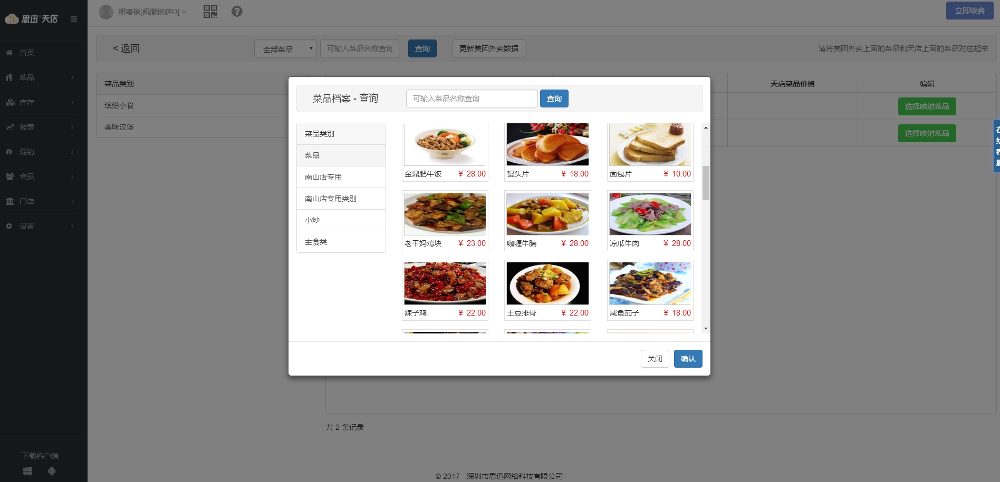 思迅®天店
湘粤楼[凯撒披萨D]
立即续费
首页
菜品
库存
报表
促销
会员
门店
设置
下载客户端
< 返回
全部菜品
可输入菜品名称查询
查询
更新美团外卖数据
请将美团外卖上面的菜品和天店上面的菜品对应起来
菜品类别
缤纷小食
美味汉堡
天店菜品价格
编辑
选择映射菜品
选择映射菜品
菜品档案 - 查询
可输入菜品名称查询
查询
菜品类别
菜品
南山店专用
南山店专用类别
小炒
主食类
金鼎肥牛饭 ¥ 28.00
馒头片 ¥ 18.00
面包片 ¥ 10.00
老干妈鸡块 ¥ 23.00
咖喱牛腩 ¥ 28.00
凉瓜牛肉 ¥ 28.00
辣子鸡 ¥ 22.00
土豆排骨 ¥ 22.00
咸鱼茄子 ¥ 18.00
关闭
确认
共 2 条记录
© 2017 - 深圳市思迅网络科技有限公司